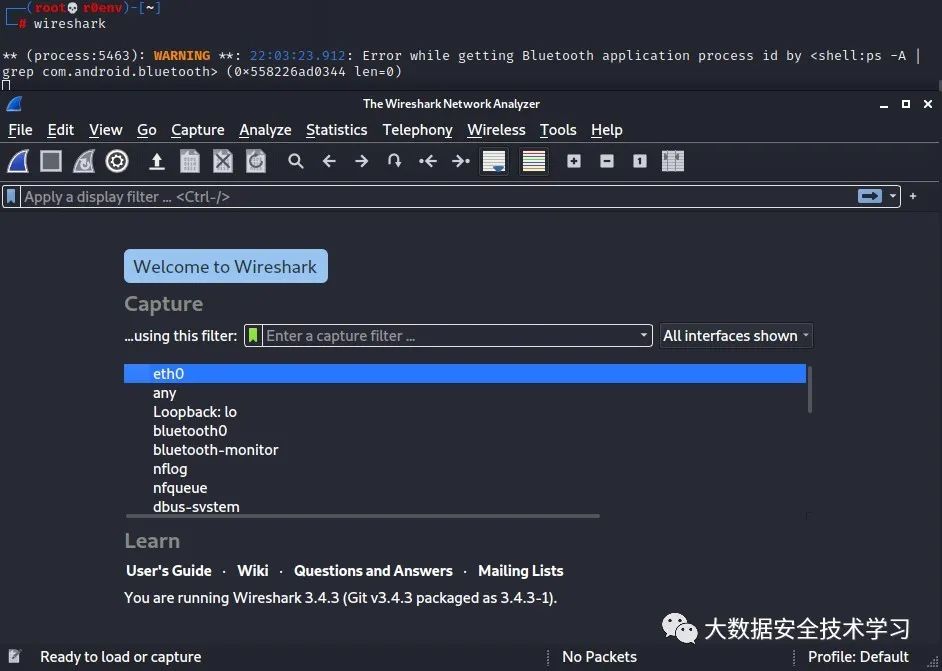 (root💀r0env)-[~]
# wireshark
** (process:5463): WARNING **: 22:03:23.912: Error while getting Bluetooth application process id by <shell:ps -A |
grep com.android.bluetooth> (0×558226ad0344 len=0)
The Wireshark Network Analyzer
File Edit View Go Capture Analyze Statistics Telephony Wireless Tools Help
Apply a display filter … <Ctrl-/>
Welcome to Wireshark
Capture
…using this filter: Enter a capture filter … All interfaces shown
eth0
any
Loopback: lo
bluetooth0
bluetooth-monitor
nflog
nfqueue
dbus-system
Learn
User's Guide · Wiki · Questions and Answers · Mailing Lists
You are running Wireshark 3.4.3 (Git v3.4.3 packaged as 3.4.3-1).
大数据安全技术学习
Ready to load or capture No Packets Profile: Default